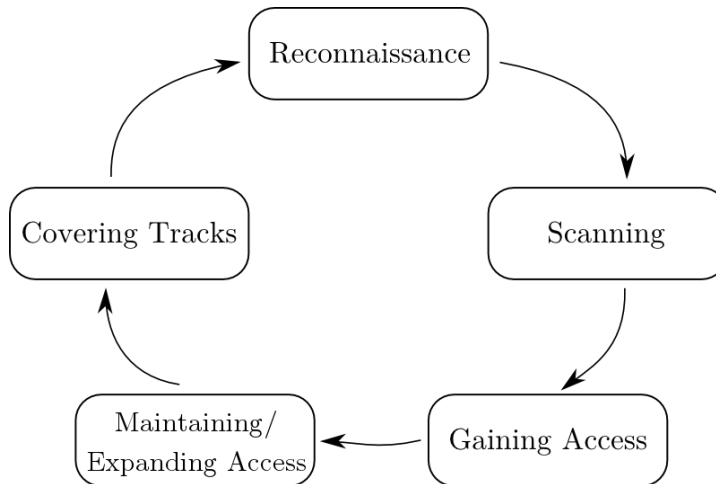 Reconnaissance
Covering Tracks
Scanning
Maintaining/
Expanding Access
Gaining Access